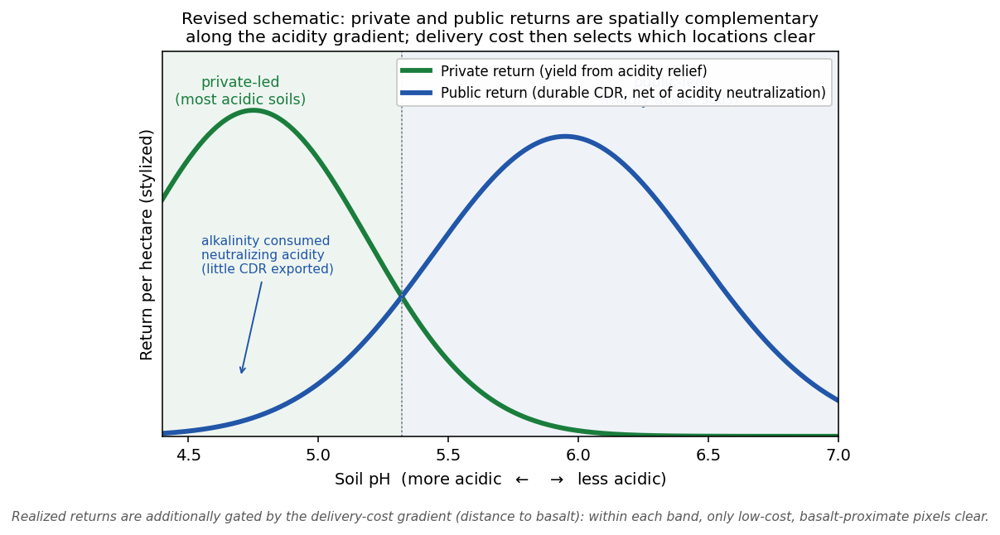 Revised schematic: private and public returns are spatially complementary
along the acidity gradient; delivery cost then selects which locations clear
private-led
(most acidic soils)
Private return (yield from acidity relief)
Public return (durable CDR, net of acidity neutralization)
alkalinity consumed
neutralizing acidity
(little CDR exported)
Return per hectare (stylized)
4.5 5.0 5.5 6.0 6.5 7.0
Soil pH (more acidic ← → less acidic)
Realized returns are additionally gated by the delivery-cost gradient (distance to basalt): within each band, only low-cost, basalt-proximate pixels clear.